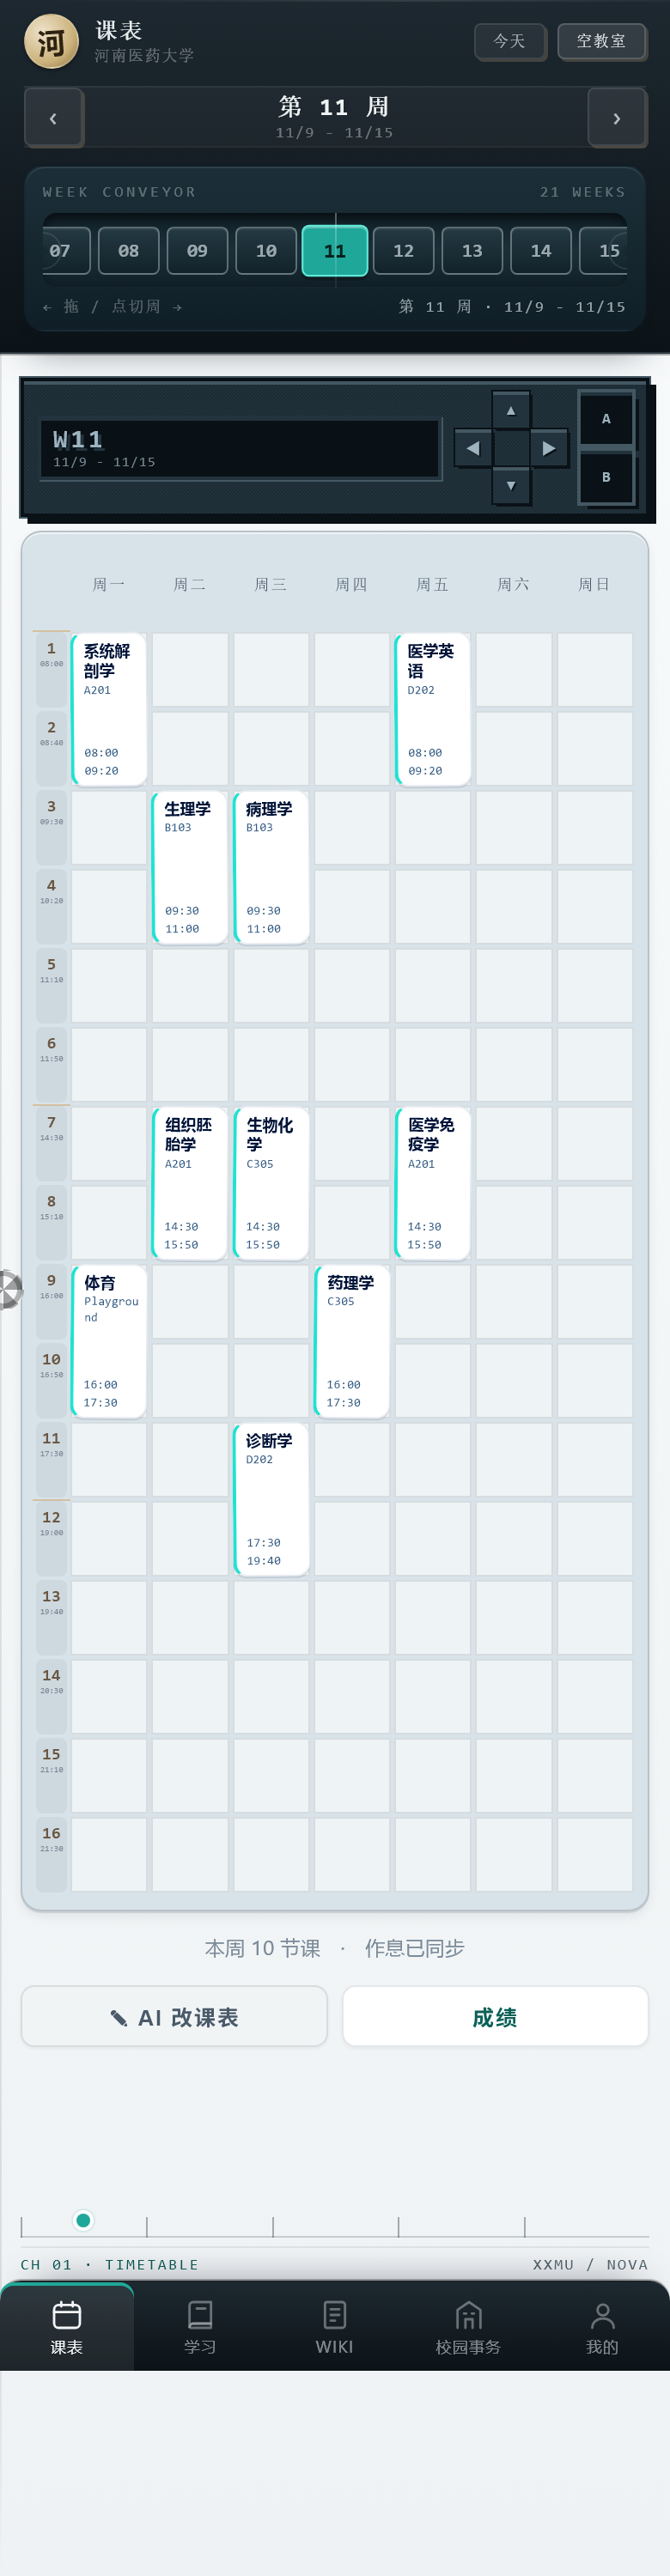 河
课表
河南医药大学
今天
空教室
‹
第 11 周
11/9 - 11/15
›
WEEK CONVEYOR
21 WEEKS
07 08 09 10 11 12 13 14 15
← 拖 / 点切周 →
第 11 周 · 11/9 - 11/15
W11
11/9 - 11/15
▲
◀ ▶
▼
A
B
周一 周二 周三 周四 周五 周六 周日
1
08:00
系统解
剖学
A201
08:00
09:20
医学英
语
D202
08:00
09:20
2
08:40
3
09:30
生理学
B103
09:30
11:00
病理学
B103
09:30
11:00
4
10:20
5
11:10
6
11:50
7
14:30
组织胚
胎学
A201
14:30
15:50
生物化
学
C305
14:30
15:50
医学免
疫学
A201
14:30
15:50
8
15:10
9
16:00
体育
Playgrou
nd
16:00
17:30
药理学
C305
16:00
17:30
10
16:50
11
17:30
诊断学
D202
17:30
19:40
12
19:00
13
19:40
14
20:30
15
21:10
16
21:30
本周 10 节课 · 作息已同步
AI 改课表
成绩
CH 01 · TIMETABLE
XXMU / NOVA
课表
学习
WIKI
校园事务
我的